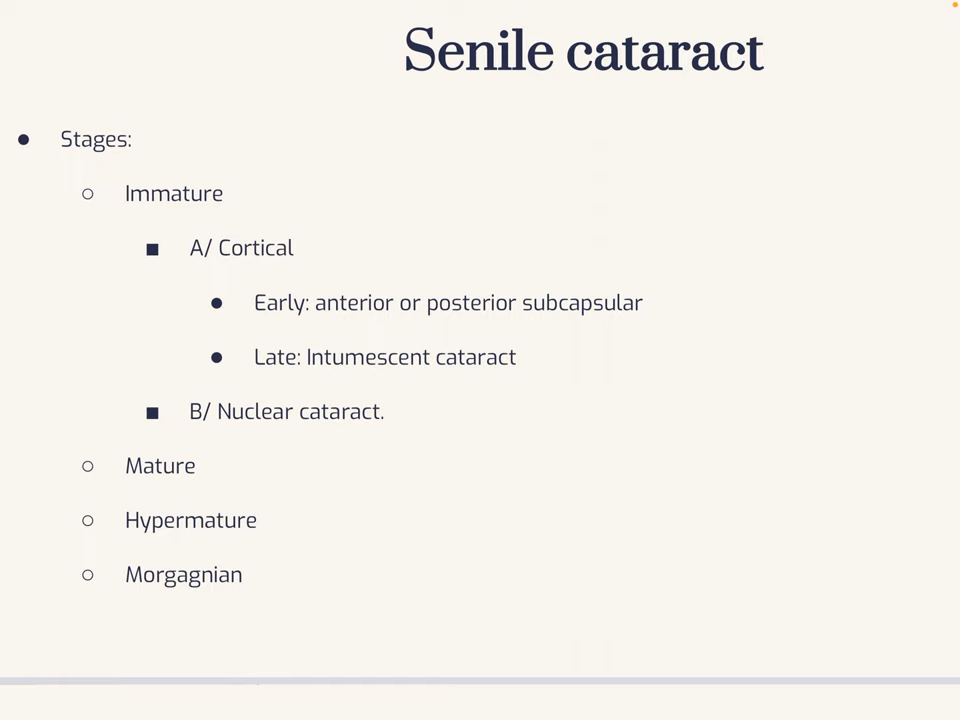 Senile cataract
● Stages:
○ Immature
■ A/ Cortical
● Early: anterior or posterior subcapsular
● Late: Intumescent cataract
■ B/ Nuclear cataract.
○ Mature
○ Hypermature
○ Morgagnian